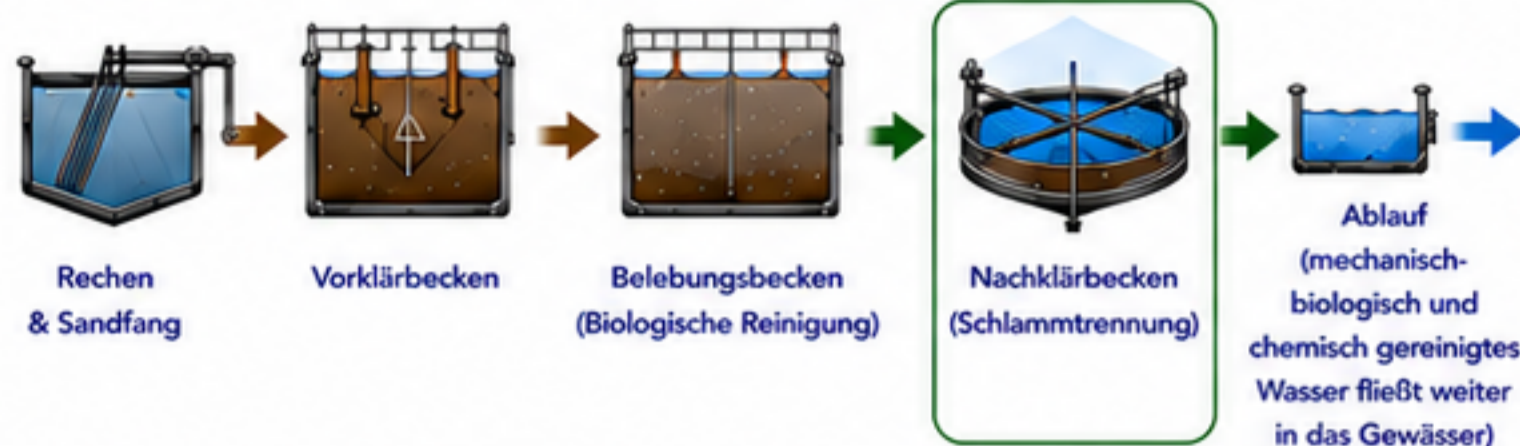 Rechen
& Sandfang
Vorklärbecken
Belebungsbecken
(Biologische Reinigung)
Nachklärbecken
(Schlammtrennung)
Ablauf
(mechanisch-
biologisch und
chemisch gereinigtes
Wasser fließt weiter
in das Gewässer)